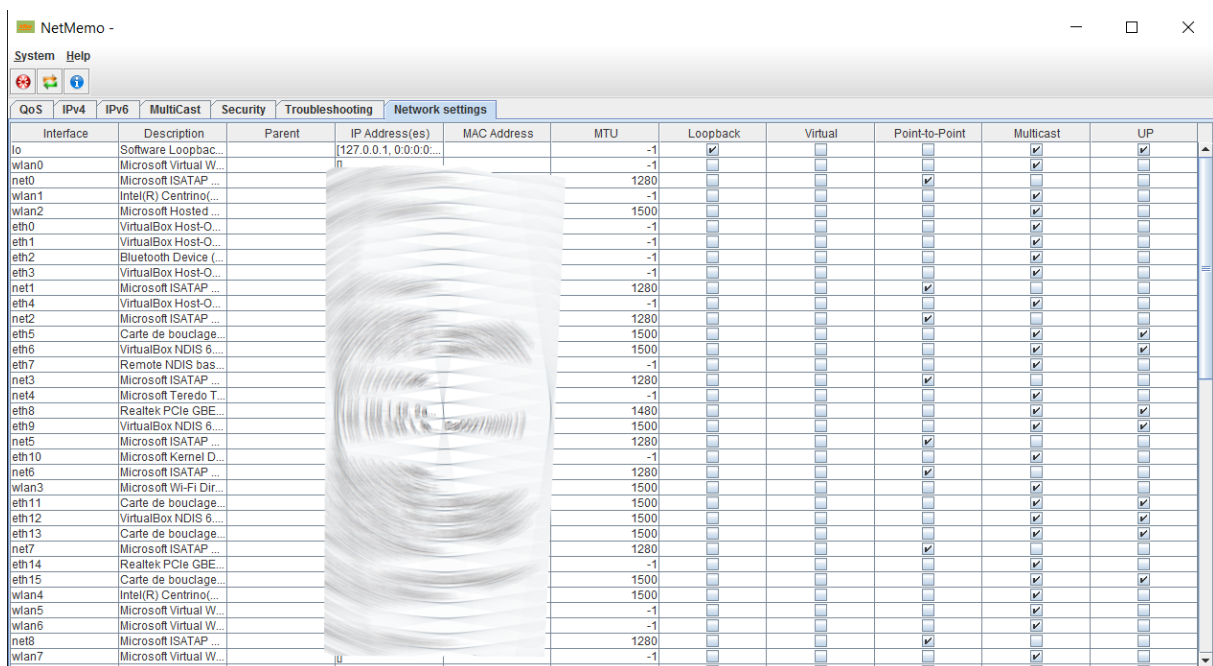 NetMemo -
System Help
QoS IPv4 IPv6 MultiCast Security Troubleshooting Network settings
Interface Description Parent IP Address(es) MAC Address MTU Loopback Virtual Point-to-Point Multicast UP
lo Software Loopbac... [127.0.0.1, 0:0:0:0:... -1
wlan0 Microsoft Virtual W... [] -1
net0 Microsoft ISATAP ... 1280
wlan1 Intel(R) Centrino(... -1
wlan2 Microsoft Hosted ... 1500
eth0 VirtualBox Host-O... -1
eth1 VirtualBox Host-O... -1
eth2 Bluetooth Device (... -1
eth3 VirtualBox Host-O... -1
net1 Microsoft ISATAP ... 1280
eth4 VirtualBox Host-O... -1
net2 Microsoft ISATAP ... 1280
eth5 Carte de bouclage... 1500
eth6 VirtualBox NDIS 6.... 1500
eth7 Remote NDIS bas... -1
net3 Microsoft ISATAP ... 1280
net4 Microsoft Teredo T... -1
eth8 Realtek PCIe GBE... 1480
eth9 VirtualBox NDIS 6.... 1500
net5 Microsoft ISATAP ... 1280
eth10 Microsoft Kernel D... -1
net6 Microsoft ISATAP ... 1280
wlan3 Microsoft Wi-Fi Dir... 1500
eth11 Carte de bouclage... 1500
eth12 VirtualBox NDIS 6.... 1500
eth13 Carte de bouclage... 1500
net7 Microsoft ISATAP ... 1280
eth14 Realtek PCIe GBE... -1
eth15 Carte de bouclage... 1500
wlan4 Intel(R) Centrino(... 1500
wlan5 Microsoft Virtual W... -1
wlan6 Microsoft Virtual W... -1
net8 Microsoft ISATAP ... 1280
wlan7 Microsoft Virtual W... [] -1